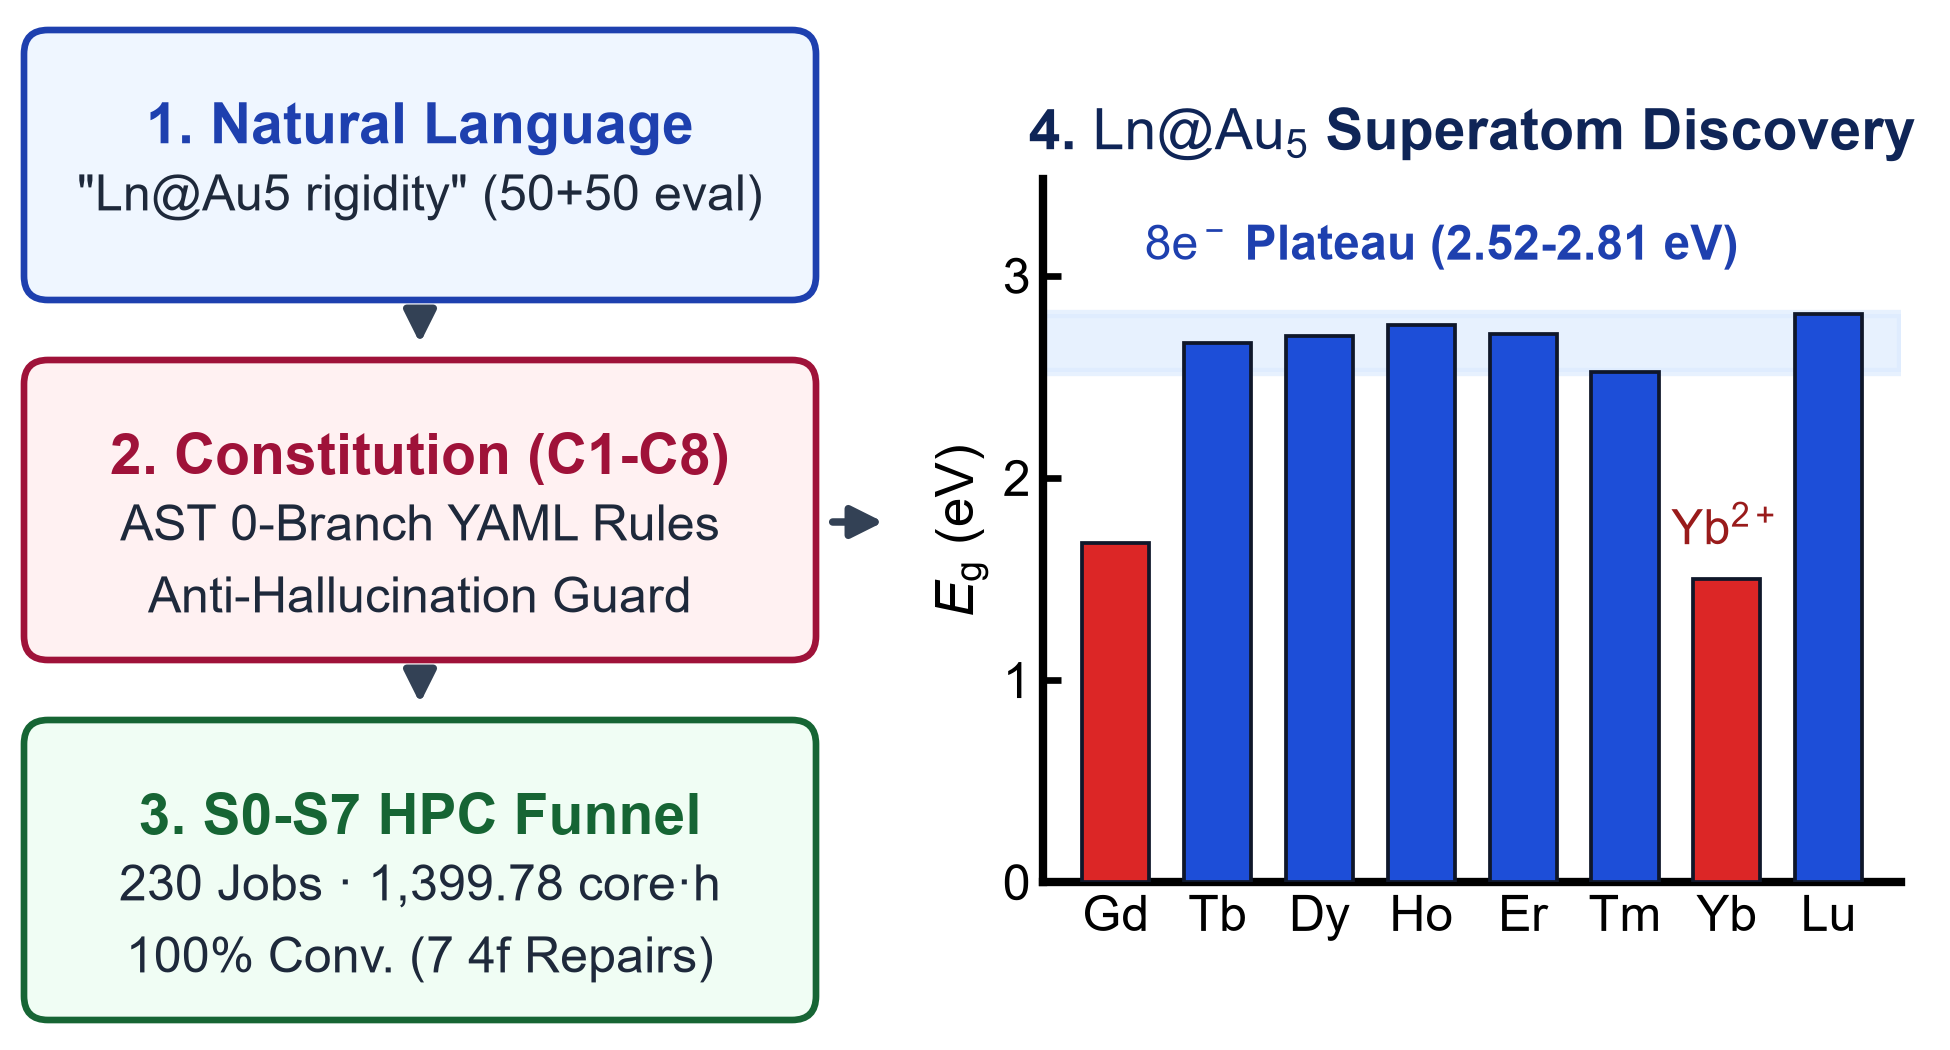 1. Natural Language
"Ln@Au5 rigidity" (50+50 eval)
2. Constitution (C1-C8)
AST 0-Branch YAML Rules
Anti-Hallucination Guard
3. S0-S7 HPC Funnel
230 Jobs · 1,399.78 core·h
100% Conv. (7 4f Repairs)
4. Ln@Au₅ Superatom Discovery
8e⁻ Plateau (2.52-2.81 eV)
3
2
1
0
E_g (eV)
Yb²⁺
Gd Tb Dy Ho Er Tm Yb Lu